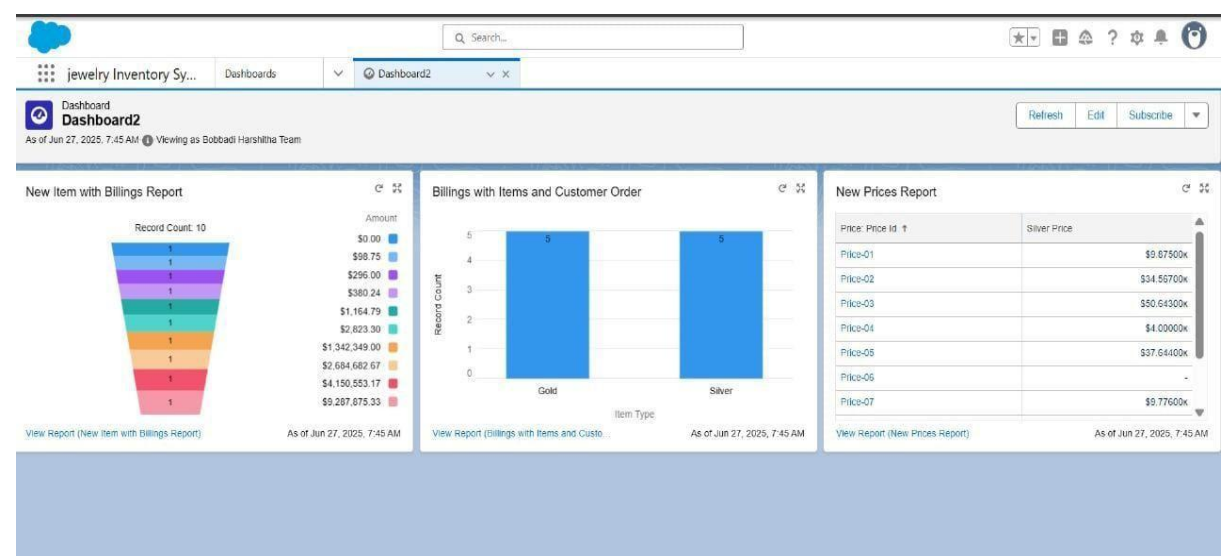 Search...
jewelry Inventory Sy...
Dashboards
Dashboard2
Dashboard
Dashboard2
As of Jun 27, 2025, 7:45 AM Viewing as Bobbadi Harshitha Team
Refresh
Edit
Subscribe
New Item with Billings Report
Record Count: 10
1
1
1
1
1
1
1
1
1
1
Amount
$0.00
$98.75
$296.00
$380.24
$1,164.79
$2,823.30
$1,342,349.00
$2,684,682.67
$4,150,553.17
$9,287,875.33
View Report (New Item with Billings Report)
As of Jun 27, 2025, 7:45 AM
Billings with Items and Customer Order
Record Count
5
4
3
2
1
0
5
5
Gold
Silver
Item Type
View Report (Billings with Items and Custo...
As of Jun 27, 2025, 7:45 AM
New Prices Report
Price: Price Id ↑
Silver Price
Price-01
$9.87500K
Price-02
$34.56700K
Price-03
$50.64300K
Price-04
$4.00000K
Price-05
$37.64400K
Price-06
-
Price-07
$9.77600K
View Report (New Prices Report)
As of Jun 27, 2025, 7:45 AM